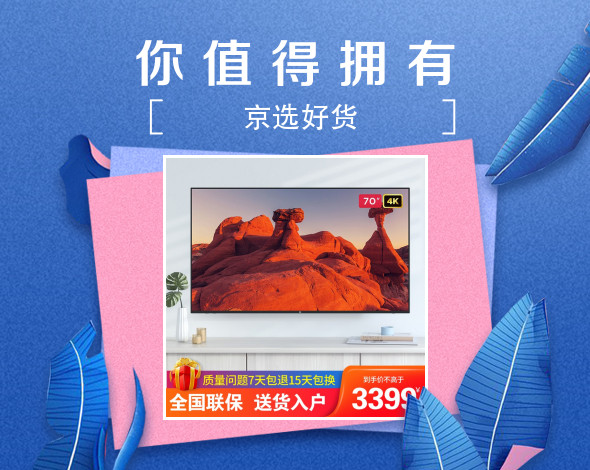 你值得拥有
京选好货
70" 4K
质量问题7天包退15天包换
到手价不高于
全国联保 送货入户
3399